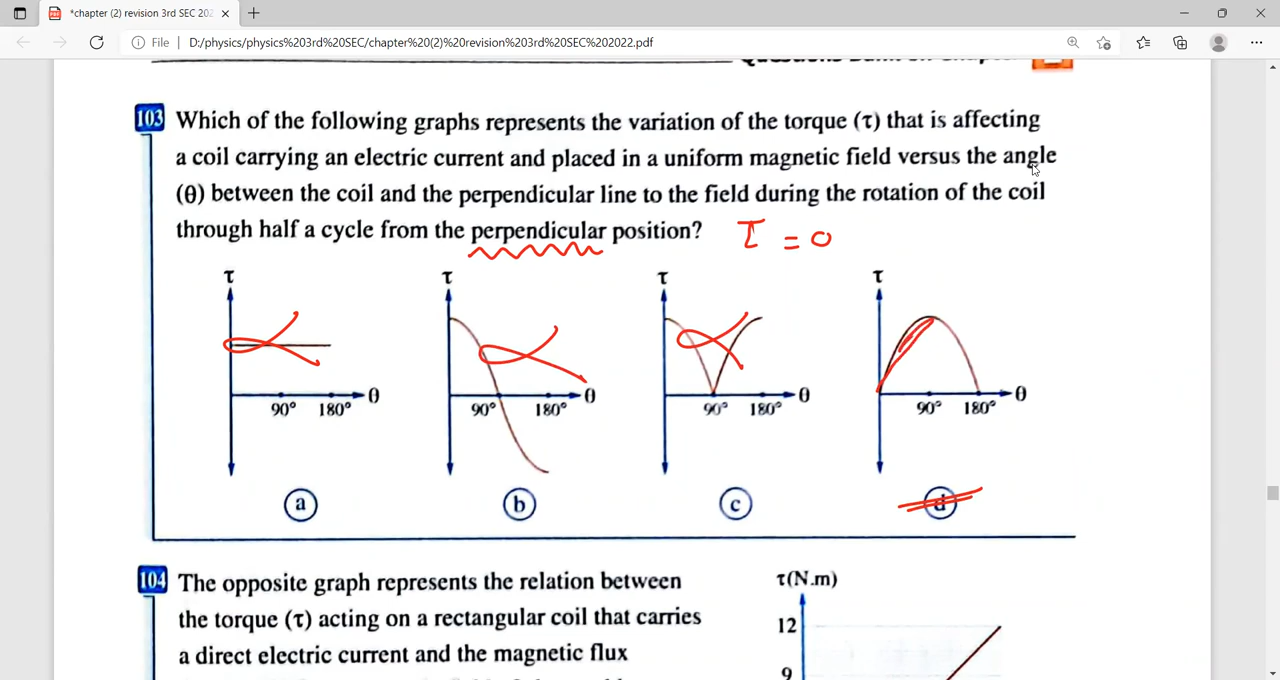 *chapter (2) revision 3rd SEC 202
File D:/physics/physics%203rd%20SEC/chapter%20(2)%20revision%203rd%20SEC%202022.pdf
103 Which of the following graphs represents the variation of the torque (τ) that is affecting
a coil carrying an electric current and placed in a uniform magnetic field versus the angle
(θ) between the coil and the perpendicular line to the field during the rotation of the coil
through half a cycle from the perpendicular position? τ = 0
τ τ τ τ
θ θ θ θ
90° 180° 90° 180° 90° 180° 90° 180°
a b c d
104 The opposite graph represents the relation between
the torque (τ) acting on a rectangular coil that carries
a direct electric current and the magnetic flux
τ(N.m)
12
9